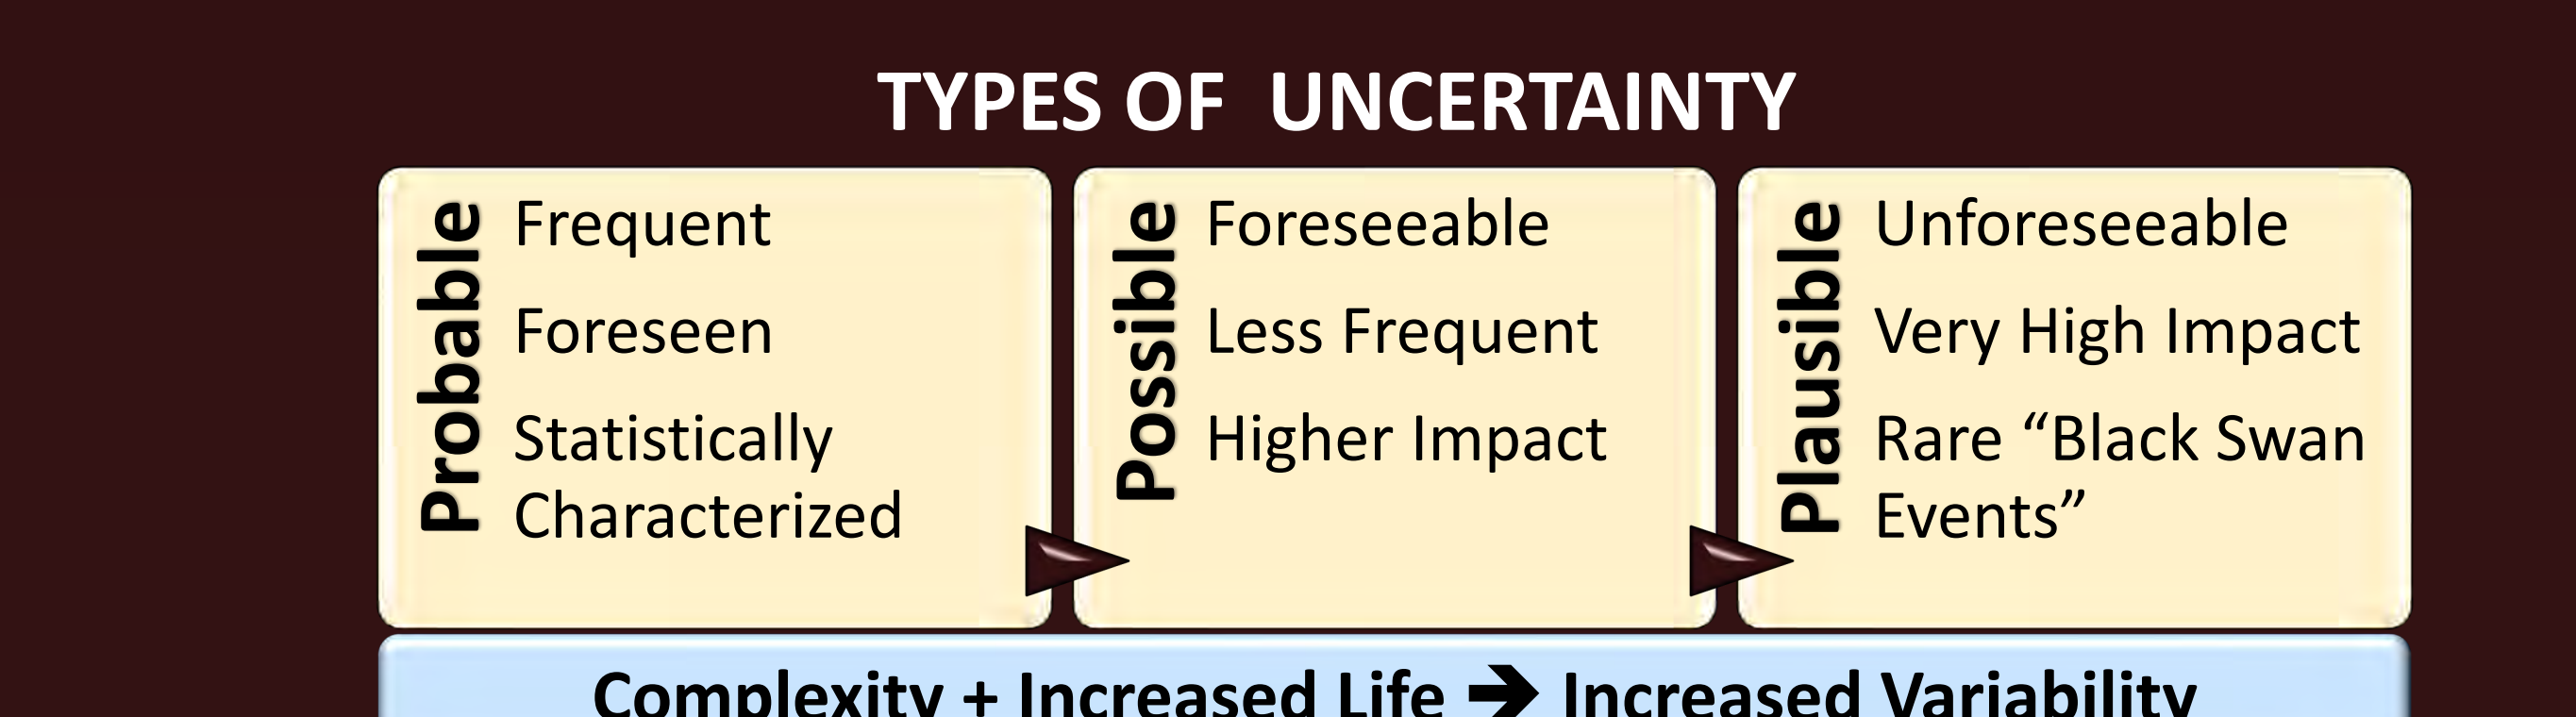 TYPES OF  UNCERTAINTY
Probable
Frequent
Foreseen
Statistically
Characterized
Possible
Foreseeable
Less Frequent
Higher Impact
Plausible
Unforeseeable
Very High Impact
Rare “Black Swan
Events”
Complexity + Increased Life ➔ Increased Variability